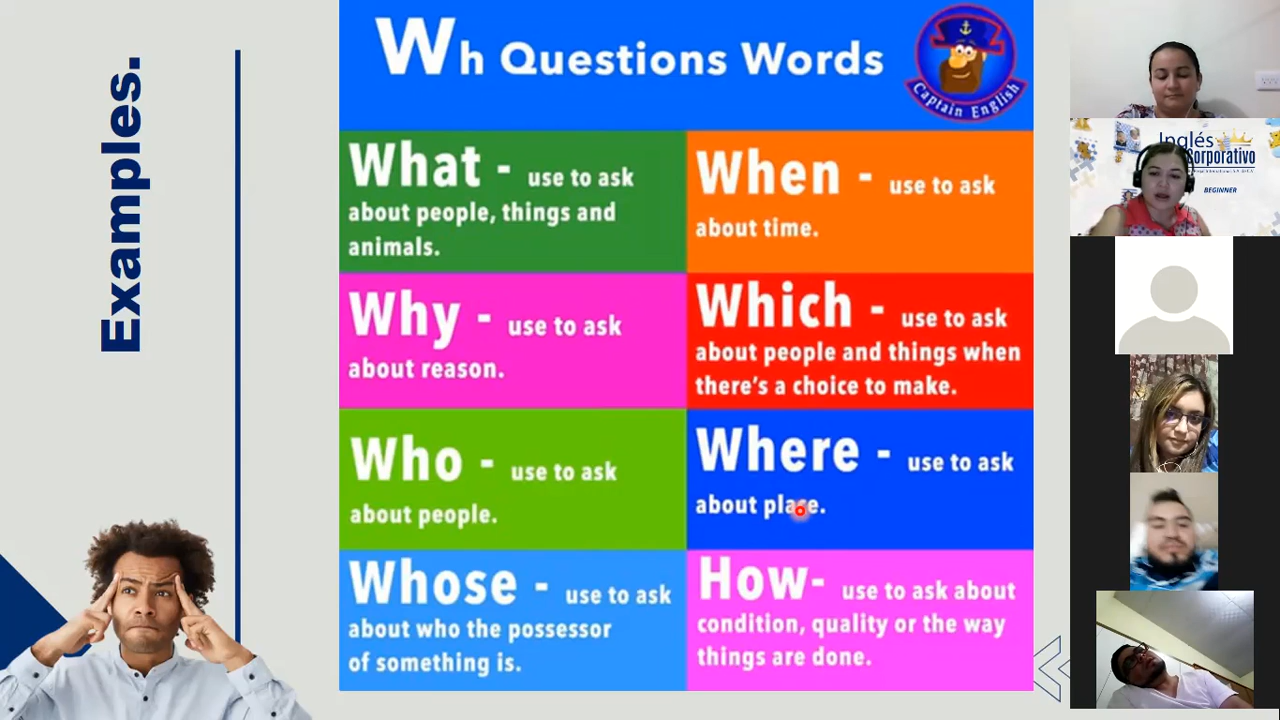 Examples.
Wh Questions Words
Captain English
What - use to ask
about people, things and
animals.
When - use to ask
about time.
Why - use to ask
about reason.
Which - use to ask
about people and things when
there's a choice to make.
Who - use to ask
about people.
Where - use to ask
about place.
Whose - use to ask
about who the possessor
of something is.
How- use to ask about
condition, quality or the way
things are done.
Inglés
Corporativo
BEGINNER